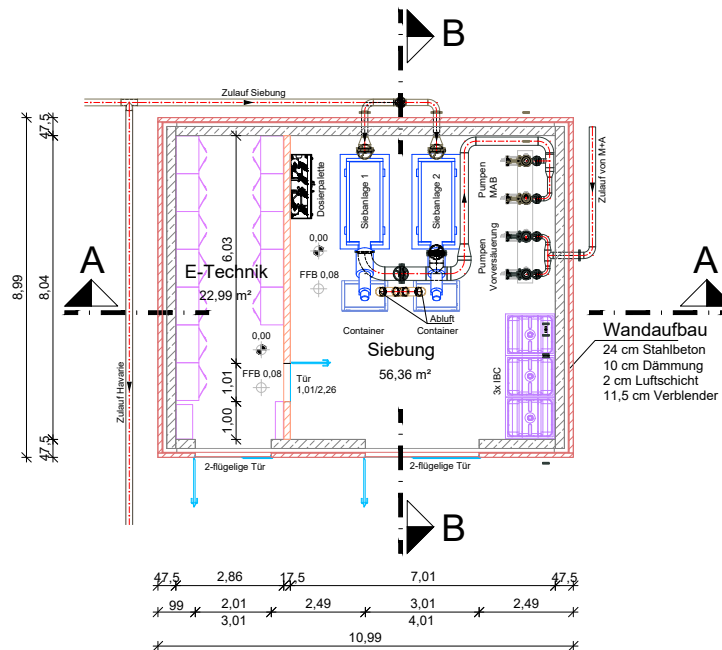 B
Zulauf Siebung
47,5
8,99
8,04
47,5
Zulauf Havarie
A
A
6,03
1,01
1,00
E-Technik
22,99 m²
0,00
FFB 0,08
Dosierpalette
0,00
FFB 0,08
Siebanlage 1
Siebanlage 2
Pumpen
MAB
Pumpen
Vorversäuerung
Zulauf von M+A
Container
Abluft
Container
Siebung
56,36 m²
Tür
1,01/2,26
3x IBC
Wandaufbau
24 cm Stahlbeton
10 cm Dämmung
2 cm Luftschicht
11,5 cm Verblender
2-flügelige Tür
2-flügelige Tür
B
47,5 2,86 17,5 7,01 47,5
99 2,01 2,49 3,01 2,49
3,01 4,01
10,99